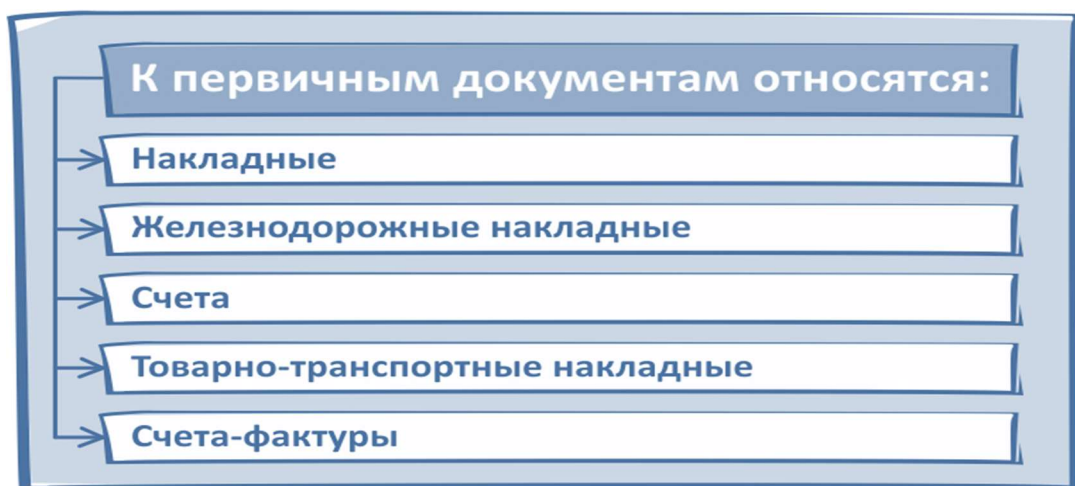 К первичным документам относятся:
Накладные
Железнодорожные накладные
Счета
Товарно-транспортные накладные
Счета-фактуры